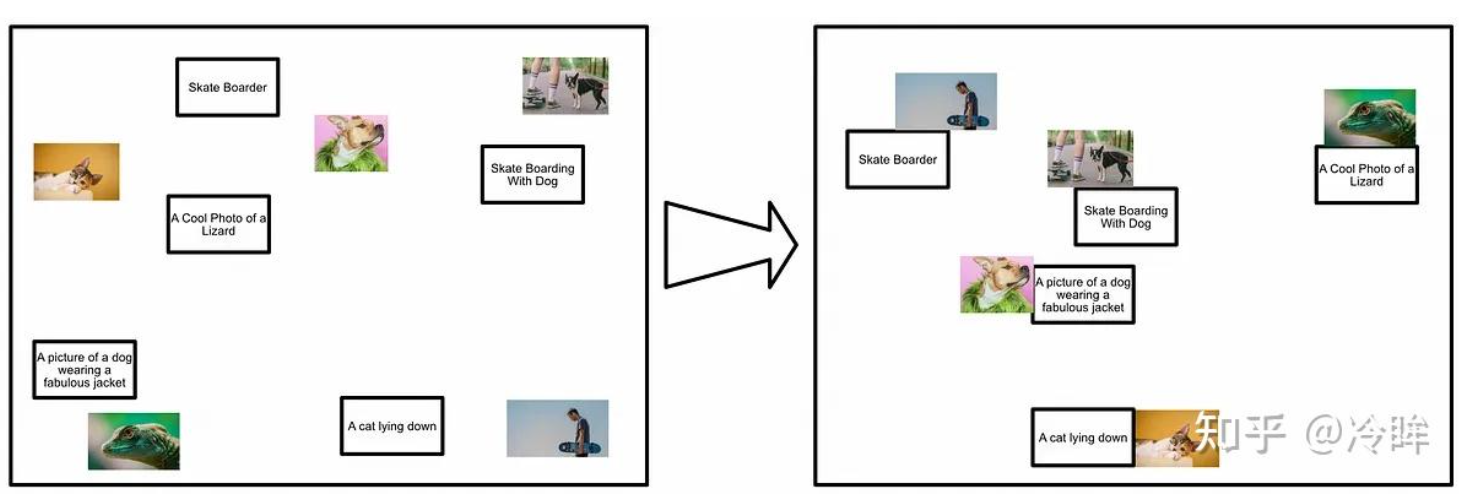 Skate Boarder
Skate Boarding
With Dog
A Cool Photo of a
Lizard
A picture of a dog
wearing a
fabulous jacket
A cat lying down
Skate Boarder
A Cool Photo of a
Lizard
Skate Boarding
With Dog
A picture of a dog
wearing a
fabulous jacket
A cat lying down
知乎 @冷眸